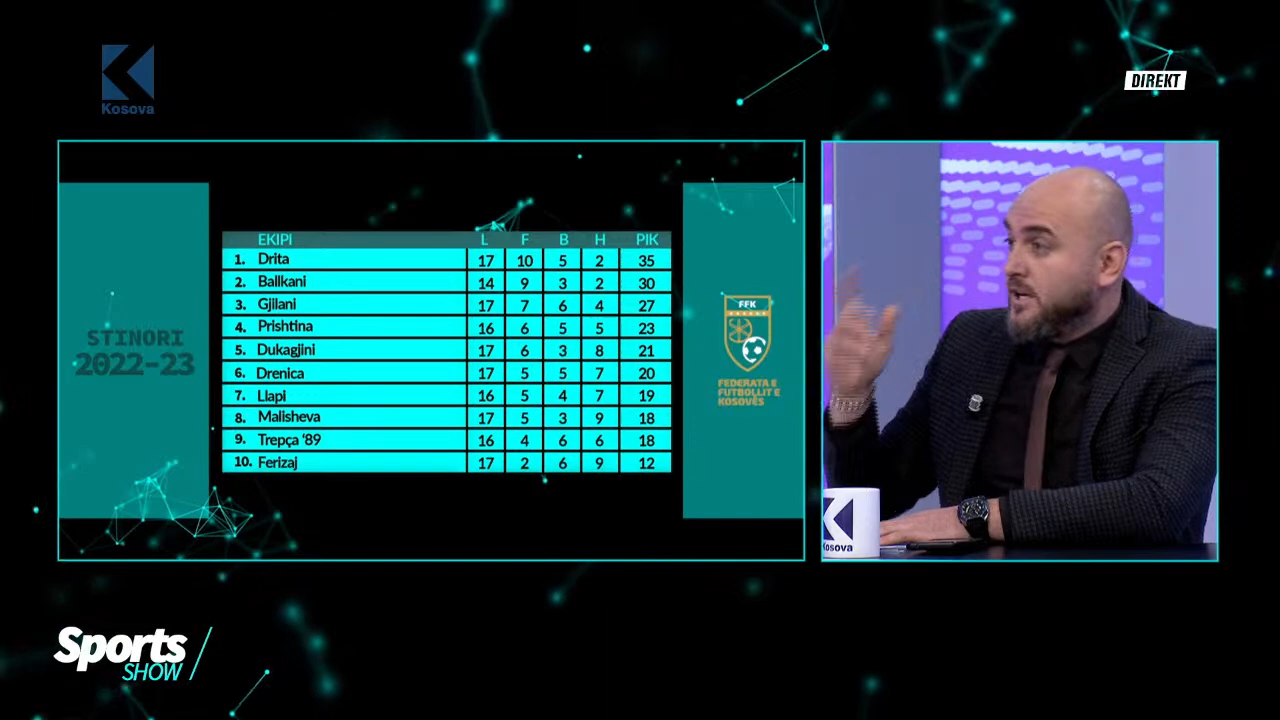 Kosova
DIREKT
STINORI
2022-23
EKIPI L F B H PIK
1. Drita 17 10 5 2 35
2. Ballkani 14 9 3 2 30
3. Gjilani 17 7 6 4 27
4. Prishtina 16 6 5 5 23
5. Dukagjini 17 6 3 8 21
6. Drenica 17 5 5 7 20
7. Llapi 16 5 4 7 19
8. Malisheva 17 5 3 9 18
9. Trepça ‘89 16 4 6 6 18
10. Ferizaj 17 2 6 9 12
FFK
FEDERATA E
FUTBOLLIT E
KOSOVËS
Kosova
Sports
SHOW